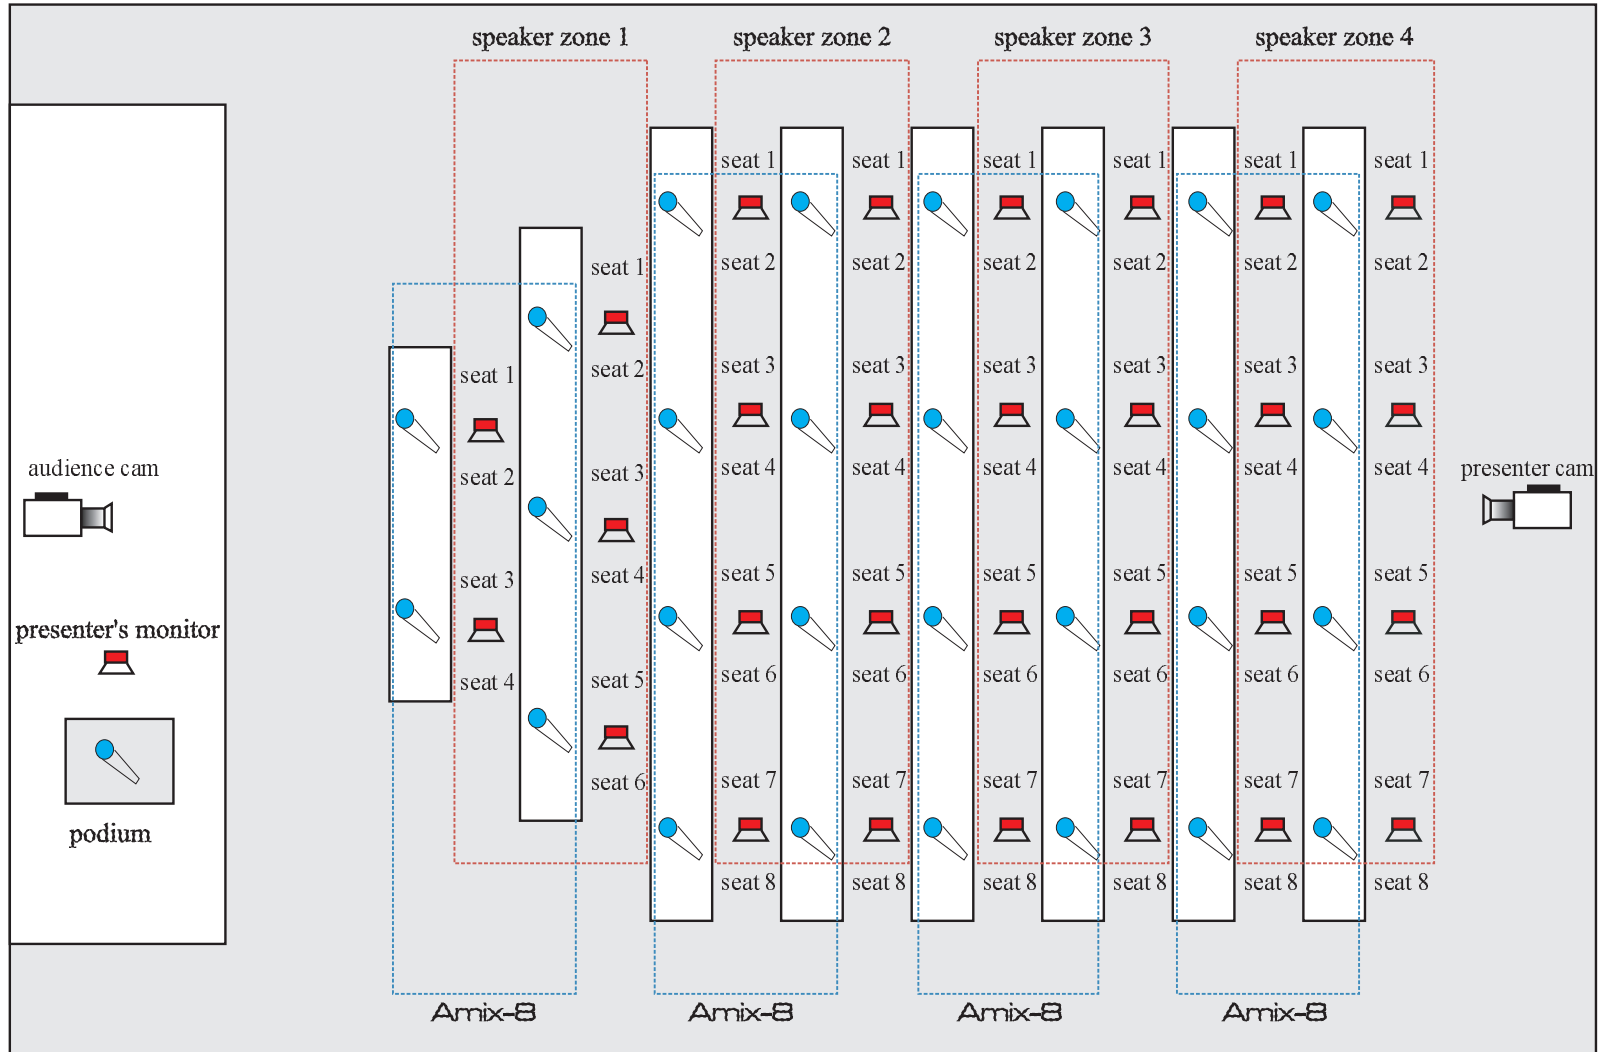 speaker zone 1
speaker zone 2
speaker zone 3
speaker zone 4
audience cam
presenter's monitor
podium
seat 1
seat 2
seat 3
seat 4
seat 1
seat 2
seat 3
seat 4
seat 5
seat 6
seat 1
seat 2
seat 3
seat 4
seat 5
seat 6
seat 7
seat 8
seat 1
seat 2
seat 3
seat 4
seat 5
seat 6
seat 7
seat 8
seat 1
seat 2
seat 3
seat 4
seat 5
seat 6
seat 7
seat 8
seat 1
seat 2
seat 3
seat 4
seat 5
seat 6
seat 7
seat 8
seat 1
seat 2
seat 3
seat 4
seat 5
seat 6
seat 7
seat 8
seat 1
seat 2
seat 3
seat 4
seat 5
seat 6
seat 7
seat 8
presenter cam
Amix-8
Amix-8
Amix-8
Amix-8